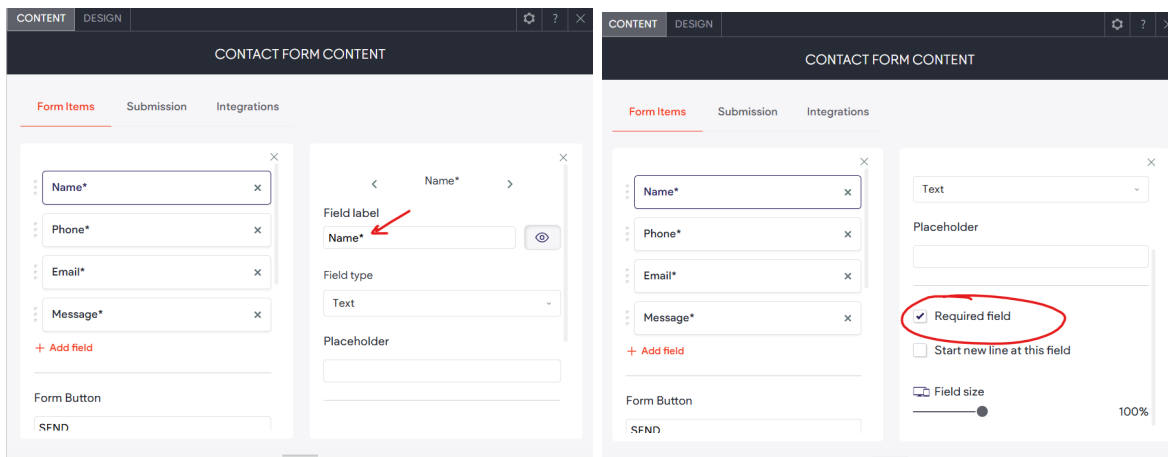 CONTENT DESIGN ?
CONTACT FORM CONTENT
Form Items Submission Integrations
Name*
Phone*
Email*
Message*
+ Add field
Form Button
SEND
Name*
Field label
Name*
Field type
Text
Placeholder
CONTENT DESIGN ?
CONTACT FORM CONTENT
Form Items Submission Integrations
Name*
Phone*
Email*
Message*
+ Add field
Form Button
SEND
Text
Placeholder
Required field
Start new line at this field
Field size
100%